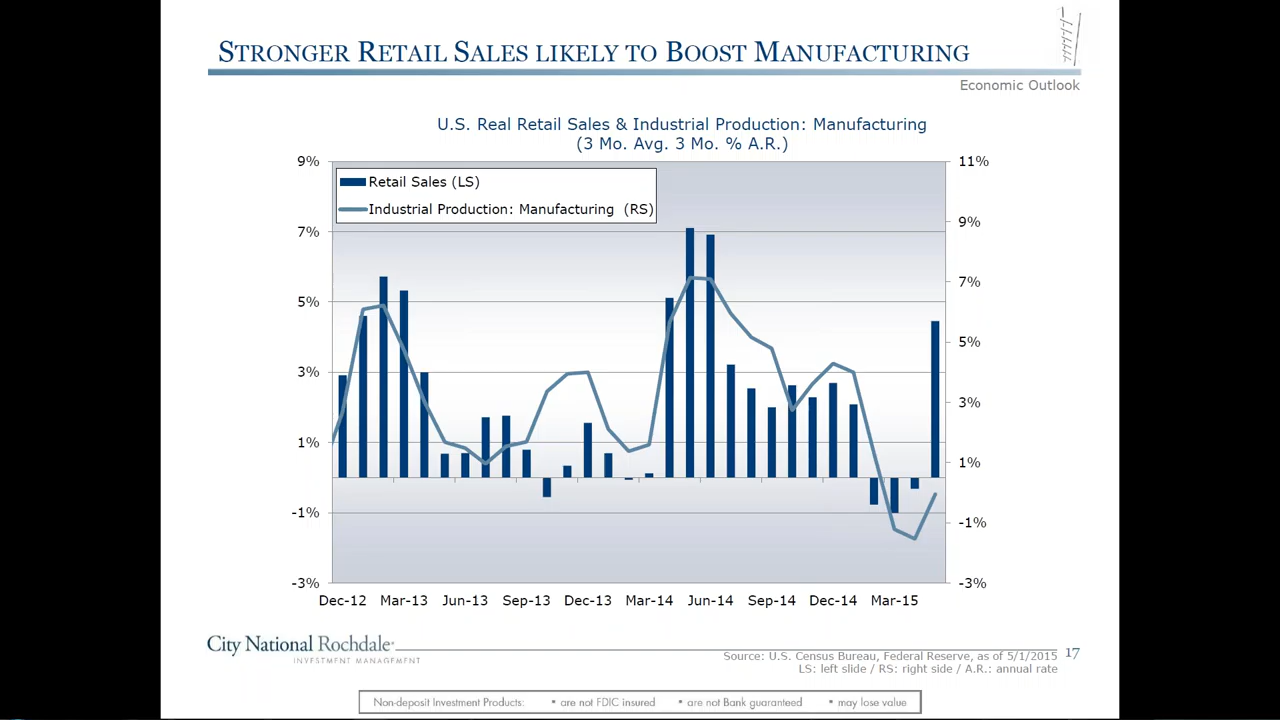 STRONGER RETAIL SALES LIKELY TO BOOST MANUFACTURING
Economic Outlook
U.S. Real Retail Sales & Industrial Production: Manufacturing
(3 Mo. Avg. 3 Mo. % A.R.)
9%
7%
5%
3%
1%
-1%
-3%
Retail Sales (LS)
Industrial Production: Manufacturing (RS)
11%
9%
7%
5%
3%
1%
-1%
-3%
Dec-12 Mar-13 Jun-13 Sep-13 Dec-13 Mar-14 Jun-14 Sep-14 Dec-14 Mar-15
City National Rochdale
INVESTMENT MANAGEMENT
Source: U.S. Census Bureau, Federal Reserve, as of 5/1/2015
LS: left slide / RS: right side / A.R.: annual rate
17
Non-deposit Investment Products: • are not FDIC insured • are not Bank guaranteed • may lose value